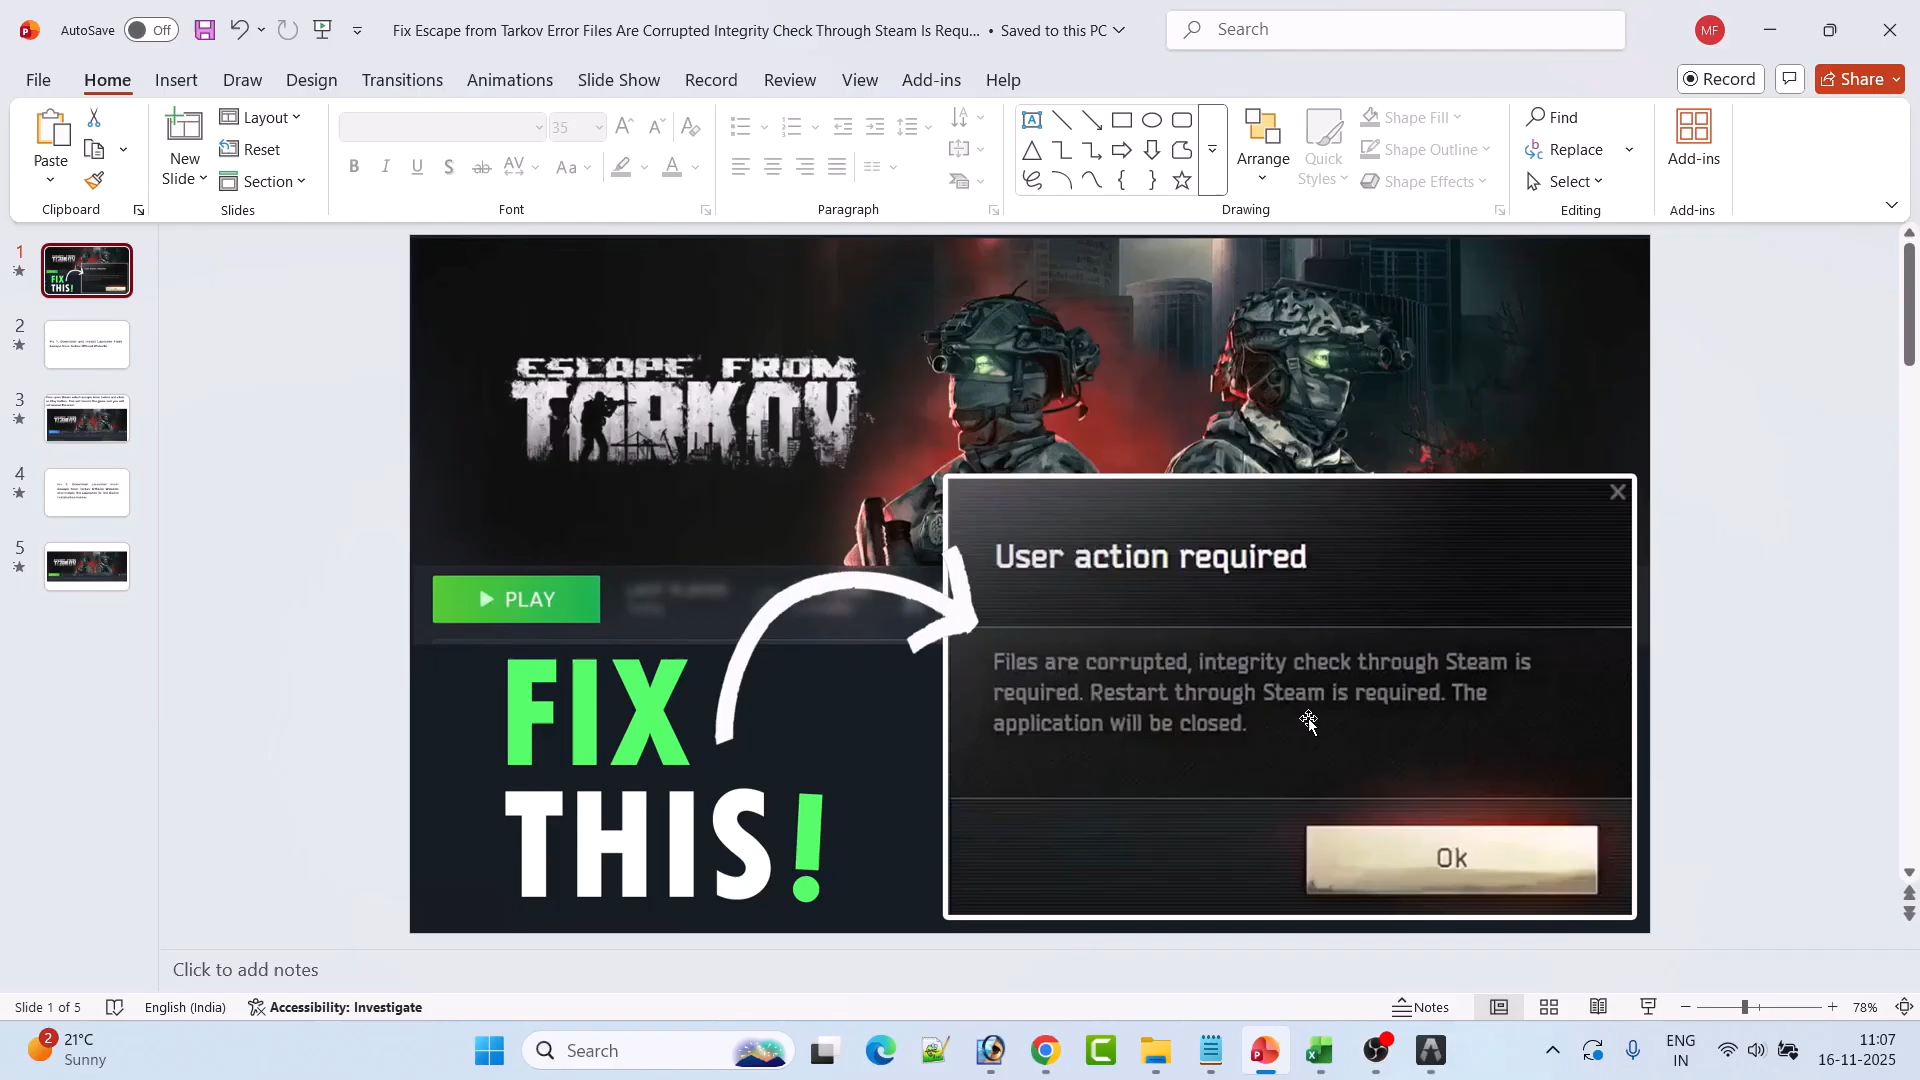 AutoSave Off
Fix Escape from Tarkov Error Files Are Corrupted Integrity Check Through Steam Is Requ... • Saved to this PC
Search
MF
File Home Insert Draw Design Transitions Animations Slide Show Record Review View Add-ins Help
Record
Share
Paste
Clipboard
New Slide
Layout
Reset
Section
Slides
35
Font
Paragraph
Arrange
Quick Styles
Shape Fill
Shape Outline
Shape Effects
Drawing
Find
Replace
Select
Editing
Add-ins
Add-ins
1
2
3
4
5
ESCAPE FROM
TARKOV
PLAY
FIX
THIS!
User action required
Files are corrupted, integrity check through Steam is
required. Restart through Steam is required. The
application will be closed.
Ok
Click to add notes
Slide 1 of 5
English (India)
Accessibility: Investigate
Notes
78%
2
21°C
Sunny
Search
ENG
IN
11:07
16-11-2025